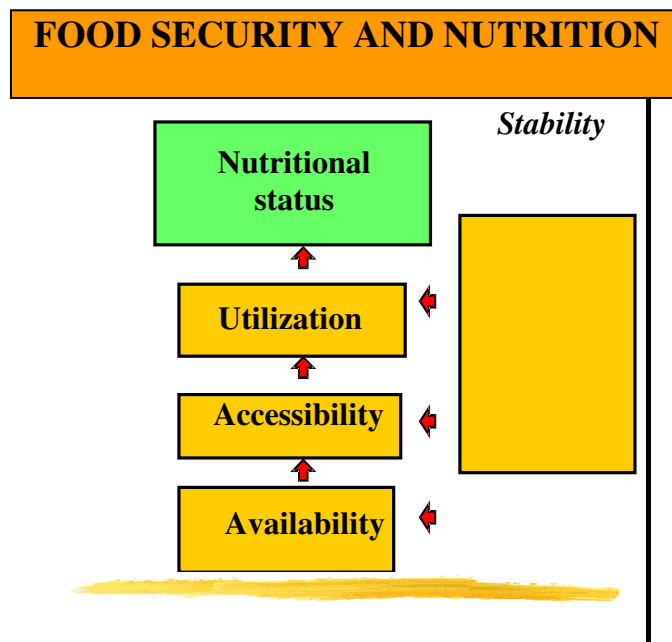 FOOD SECURITY AND NUTRITION
Stability
Nutritional
status
Utilization
Accessibility
Availability